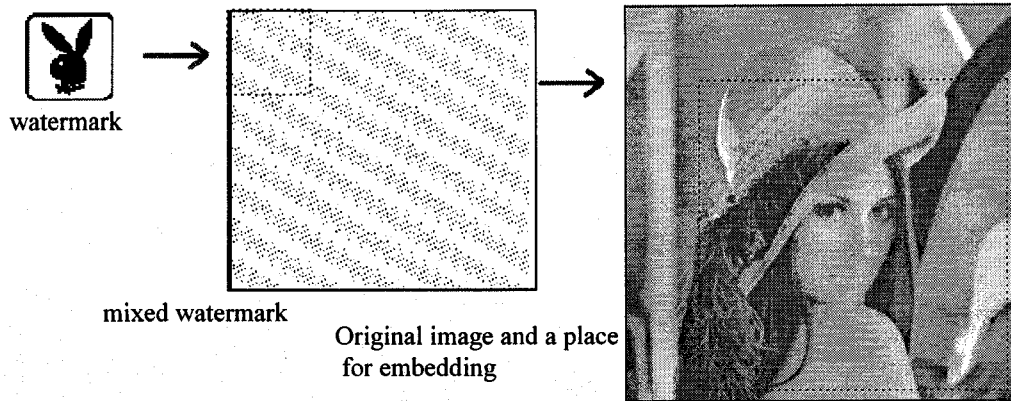 watermark
mixed watermark
Original image and a place
for embedding